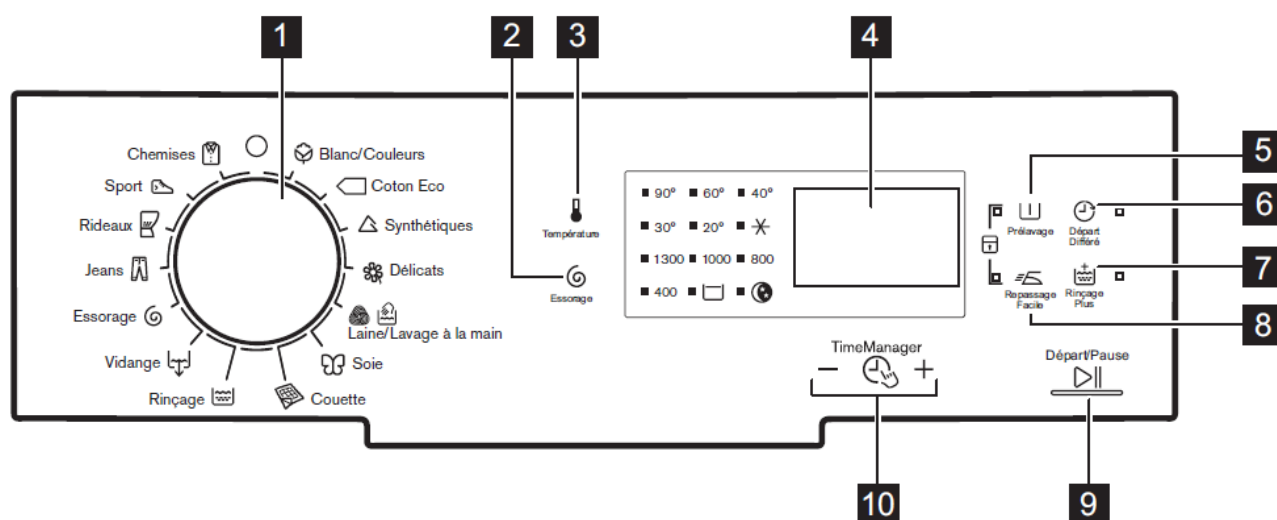 1
2
3
4
5
6
7
8
9
10
Chemises
Sport
Rideaux
Jeans
Essorage
Vidange
Rinçage
Blanc/Couleurs
Coton Eco
Synthétiques
Délicats
Laine/Lavage à la main
Soie
Couette
Température
Essorage
90° 60° 40°
30° 20°
1300 1000 800
400
Prélavage
Départ
Différé
Repassage
Facile
Rinçage
Plus
TimeManager
− +
Départ/Pause